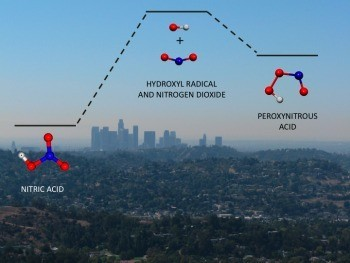 +
HYDROXYL RADICAL
AND NITROGEN DIOXIDE
PEROXYNITROUS
ACID
NITRIC ACID